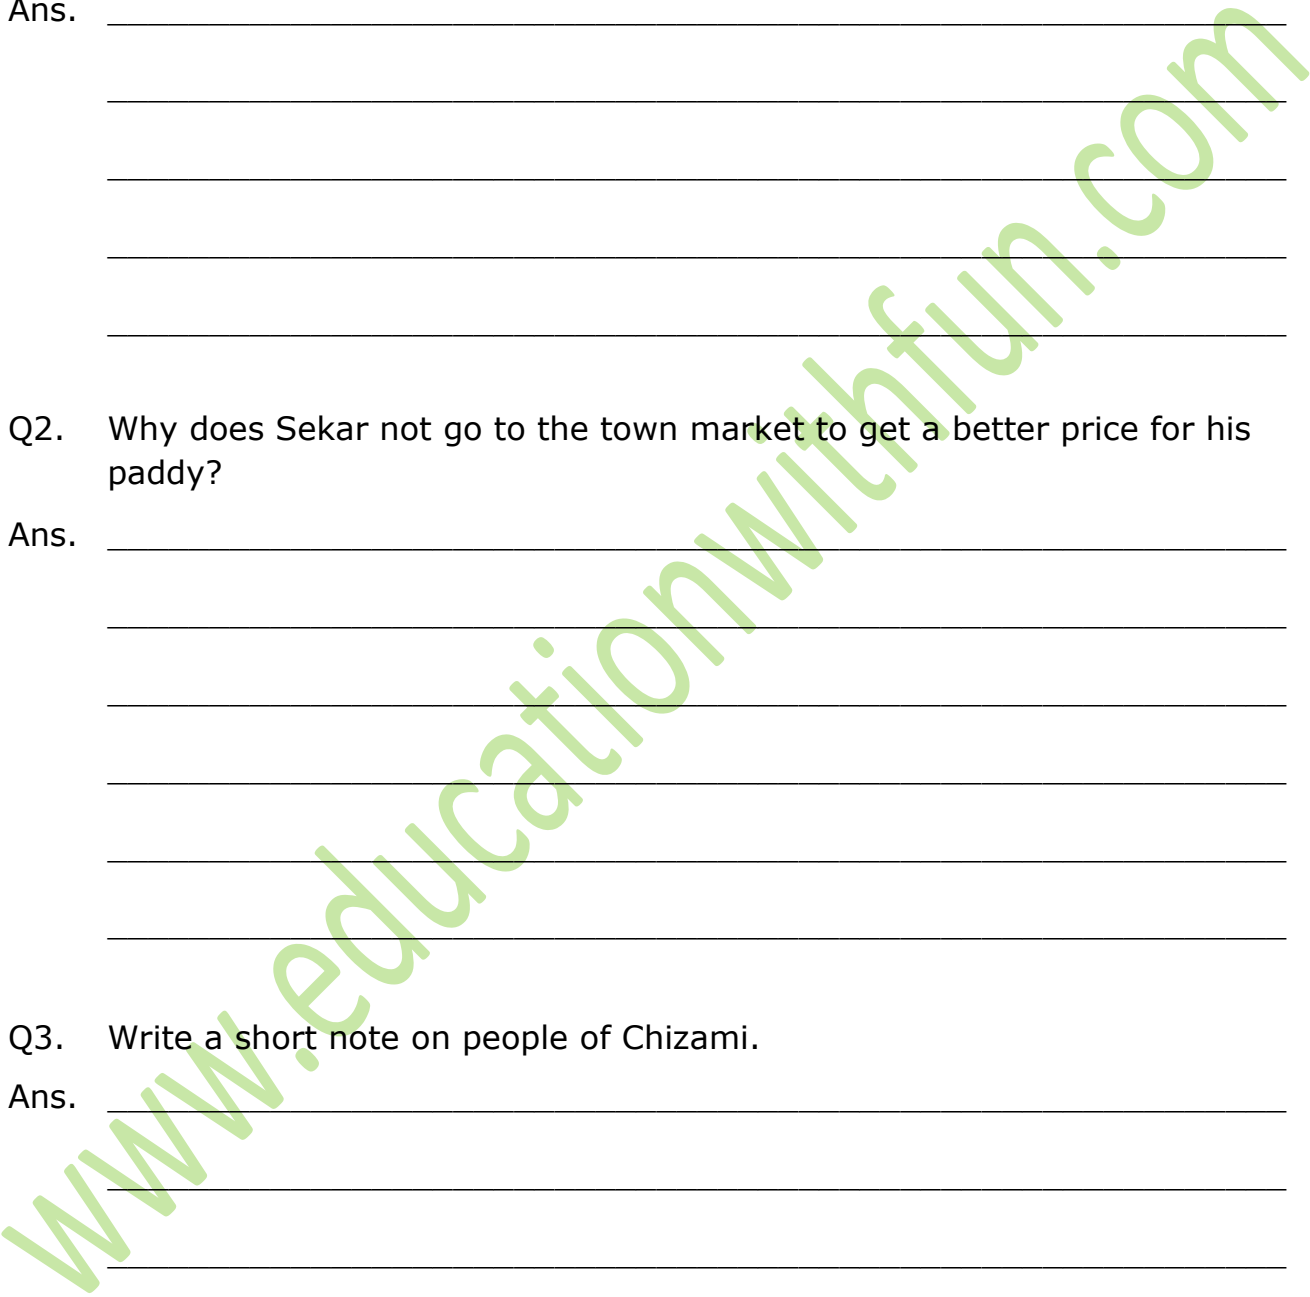 Ans.
Q2. Why does Sekar not go to the town market to get a better price for his
paddy?
Ans.
Q3. Write a short note on people of Chizami.
Ans.
www.educationwithfun.com